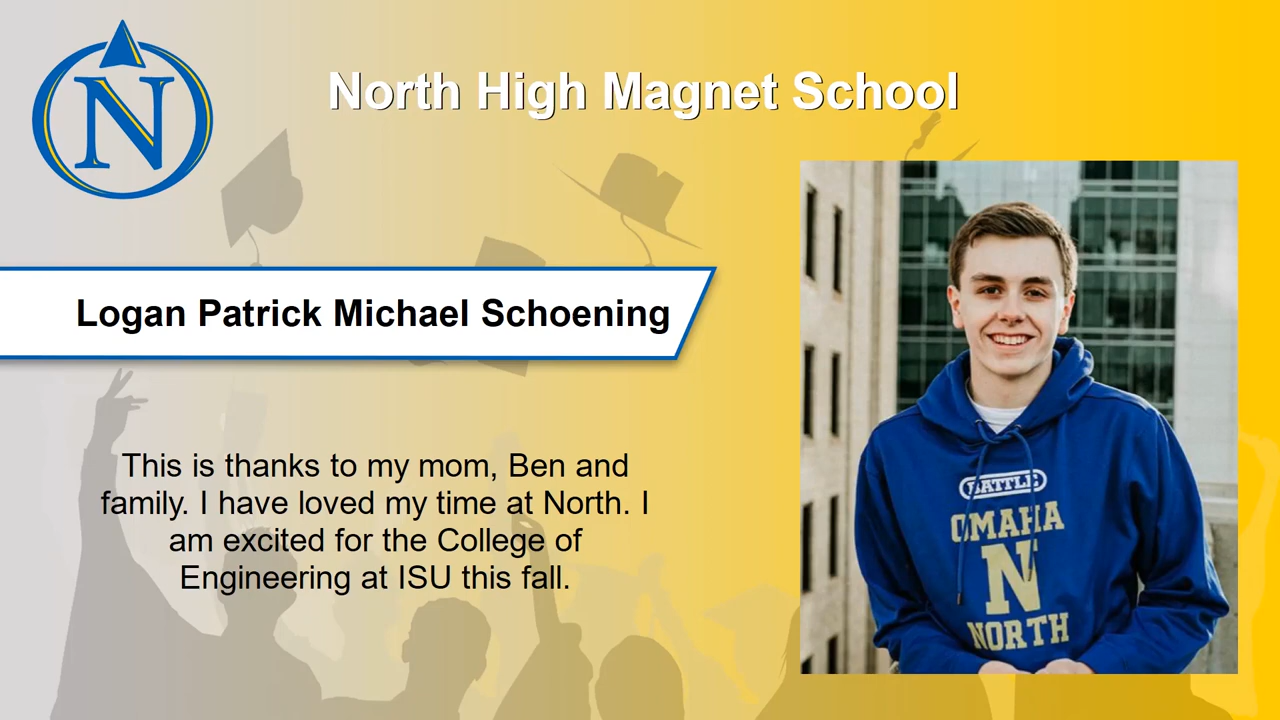 N
North High Magnet School
Logan Patrick Michael Schoening
This is thanks to my mom, Ben and
family. I have loved my time at North. I
am excited for the College of
Engineering at ISU this fall.
BATTLE
OMAHA
N
NORTH